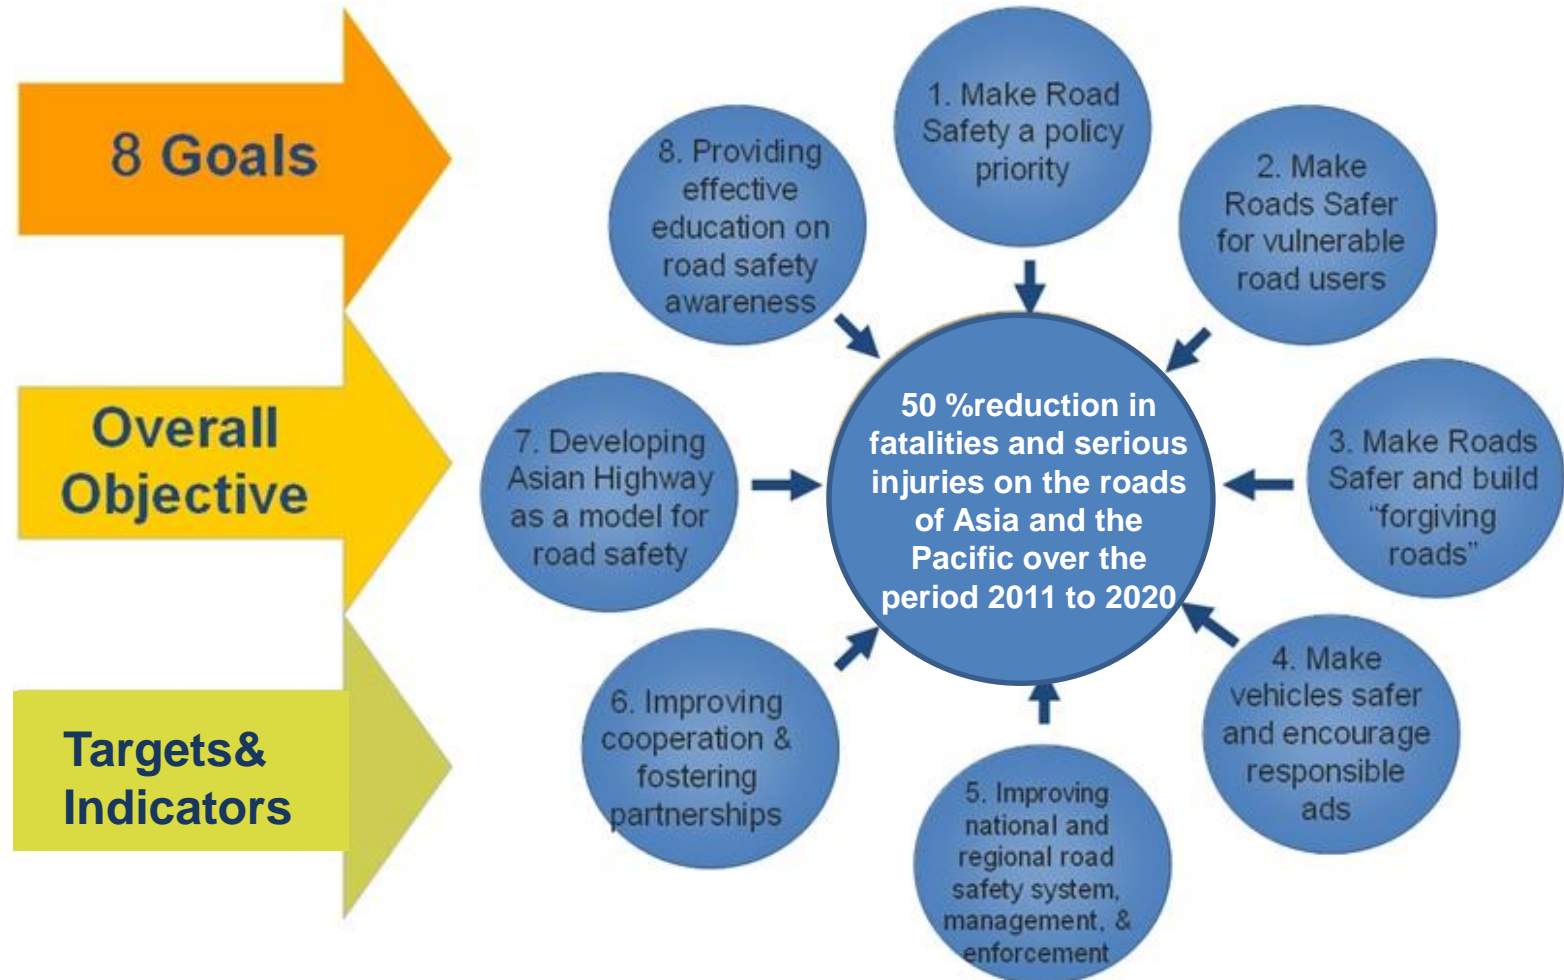 8 Goals
Overall
Objective
Targets&
Indicators
1. Make Road
Safety a policy
priority
2. Make
Roads Safer
for vulnerable
road users
3. Make Roads
Safer and build
“forgiving
roads”
4. Make
vehicles safer
and encourage
responsible
ads
5. Improving
national and
regional road
safety system,
management, &
enforcement
6. Improving
cooperation &
fostering
partnerships
7. Developing
Asian Highway
as a model for
road safety
8. Providing
effective
education on
road safety
awareness
50 %reduction in
fatalities and serious
injuries on the roads
of Asia and the
Pacific over the
period 2011 to 2020